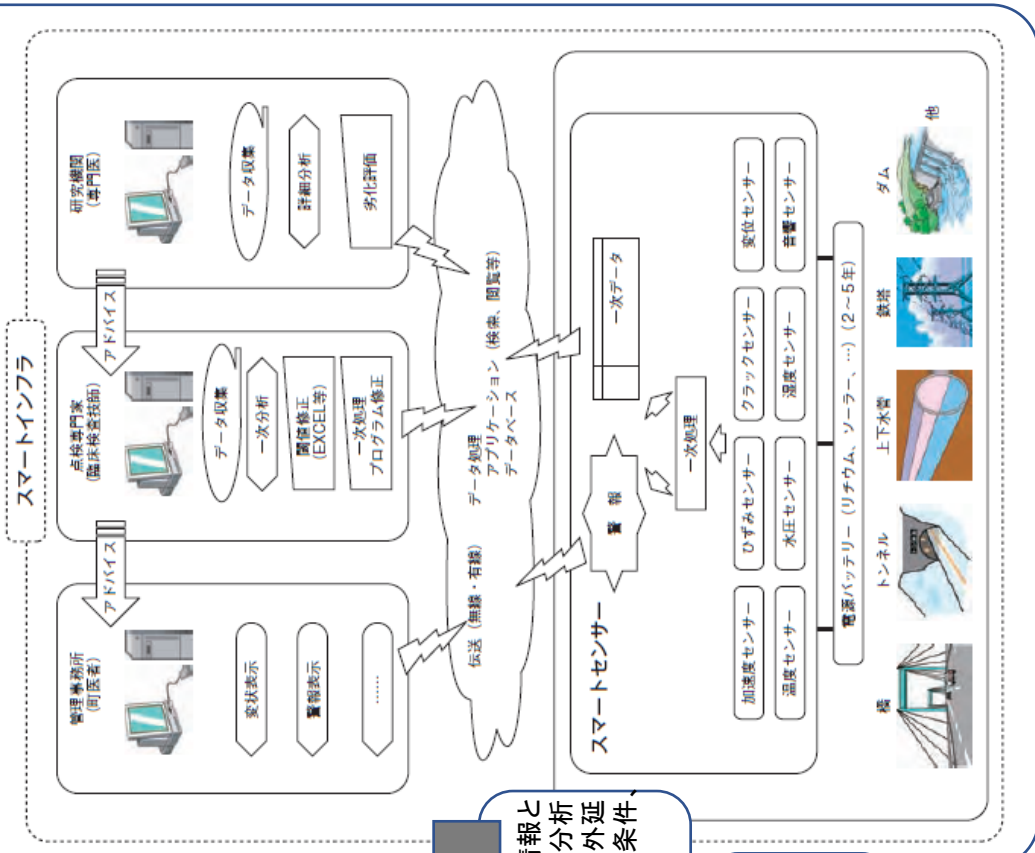 スマートインフラ
管理事務所
(町医者)
変状表示
警報表示
……
アドバイス
点検専門家
(臨床検査技師)
データ収集
一次分析
閾値修正
(EXCEL等)
一次処理
プログラム修正
アドバイス
研究機関
(専門医)
データ収集
詳細分析
劣化評価
伝送(無線・有線)
データ処理
アプリケーション(検索、閲覧等)
データベース
スマートセンサー
警 報
一次処理
一次データ
加速度センサー
ひずみセンサー
クラックセンサー
変位センサー
温度センサー
水圧センサー
湿度センサー
音響センサー
電源バッテリー(リチウム、ソーラー、…)(2～5年)
橋
トンネル
上下水管
鉄塔
ダム
他
情報と
分析
外延
条件、